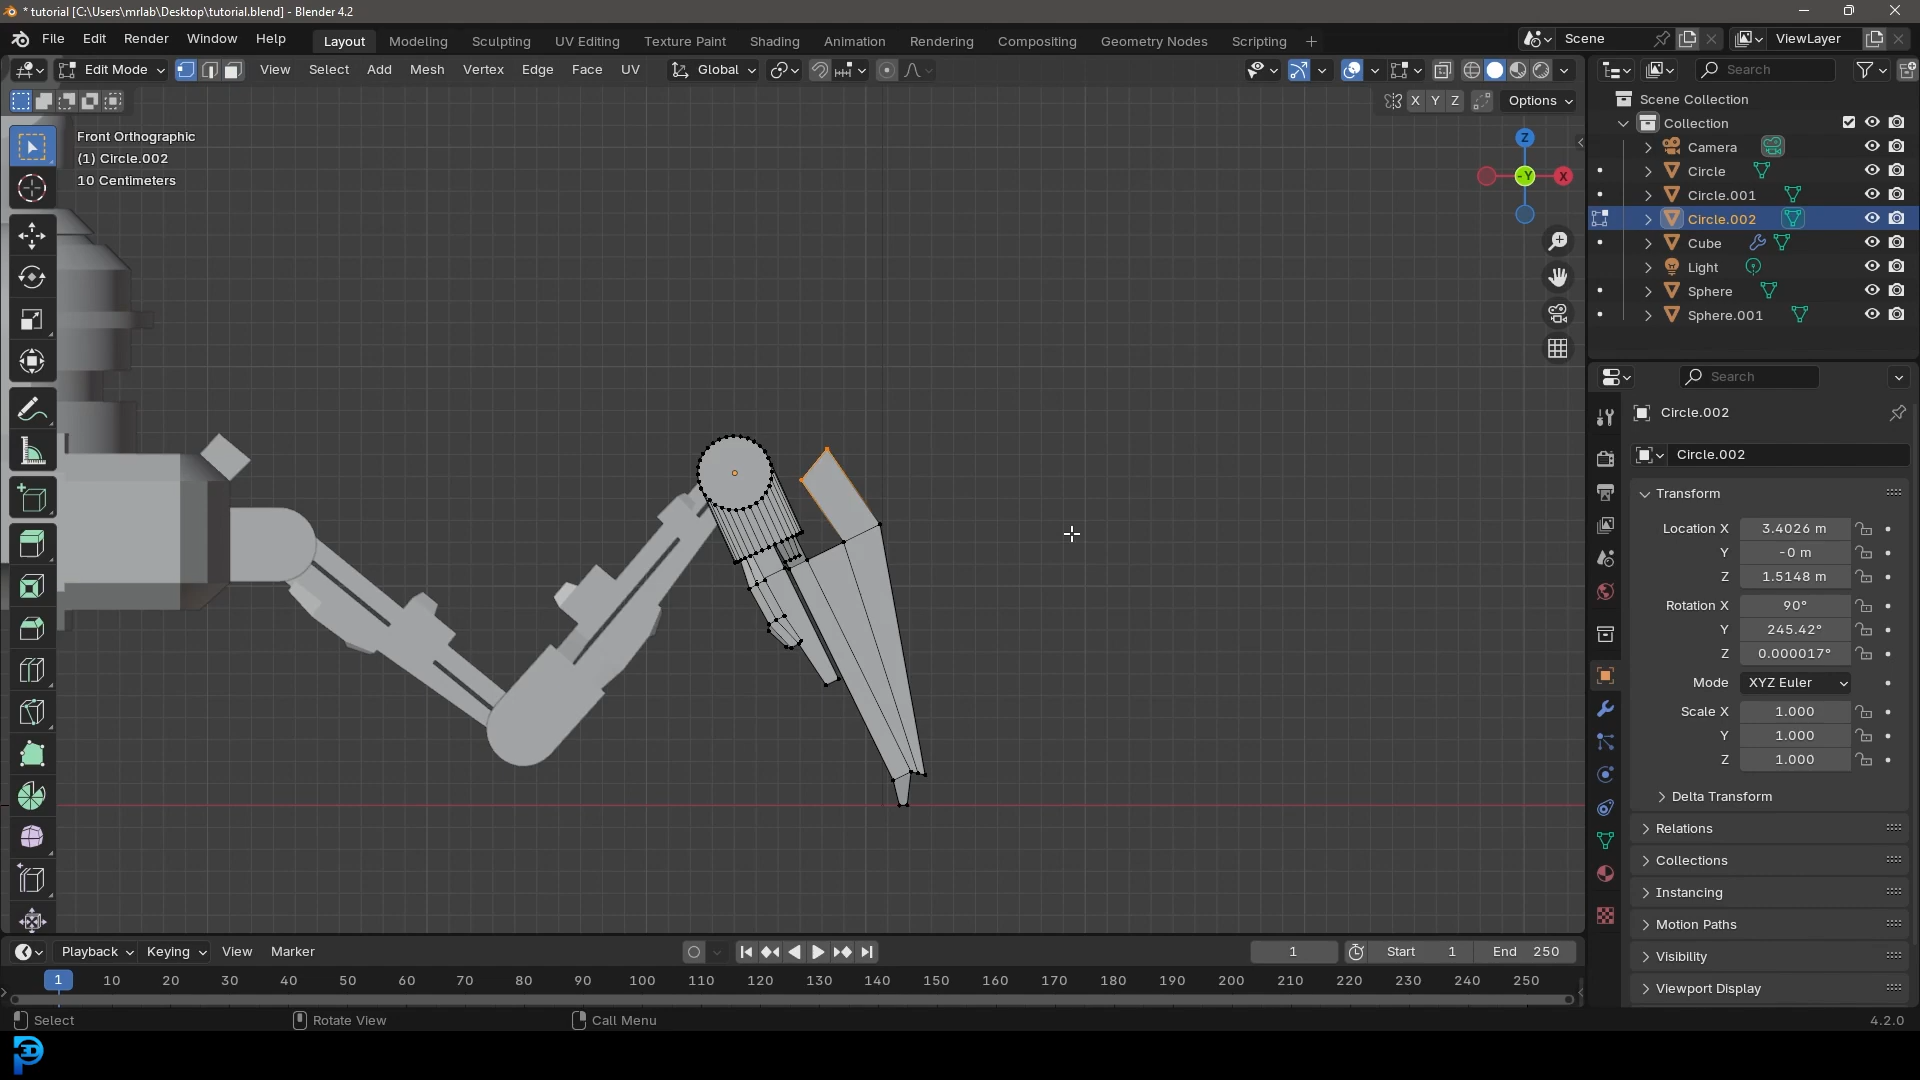 * tutorial [C:\Users\mrlab\Desktop\tutorial.blend] - Blender 4.2
File Edit Render Window Help Layout Modeling Sculpting UV Editing Texture Paint Shading Animation Rendering Compositing Geometry Nodes Scripting + Scene ViewLayer
Edit Mode View Select Add Mesh Vertex Edge Face UV Global Search
X Y Z Options
Front Orthographic
(1) Circle.002
10 Centimeters
Z
-Y X
Scene Collection
Collection
Camera
Circle
Circle.001
Circle.002
Cube
Light
Sphere
Sphere.001
Search
Circle.002
Circle.002
Transform
Location X 3.4026 m
Y -0 m
Z 1.5148 m
Rotation X 90°
Y 245.42°
Z 0.000017°
Mode XYZ Euler
Scale X 1.000
Y 1.000
Z 1.000
Delta Transform
Relations
Collections
Instancing
Motion Paths
Visibility
Viewport Display
Playback Keying View Marker 1 Start 1 End 250
1 10 20 30 40 50 60 70 80 90 100 110 120 130 140 150 160 170 180 190 200 210 220 230 240 250
Select Rotate View Call Menu 4.2.0
3D